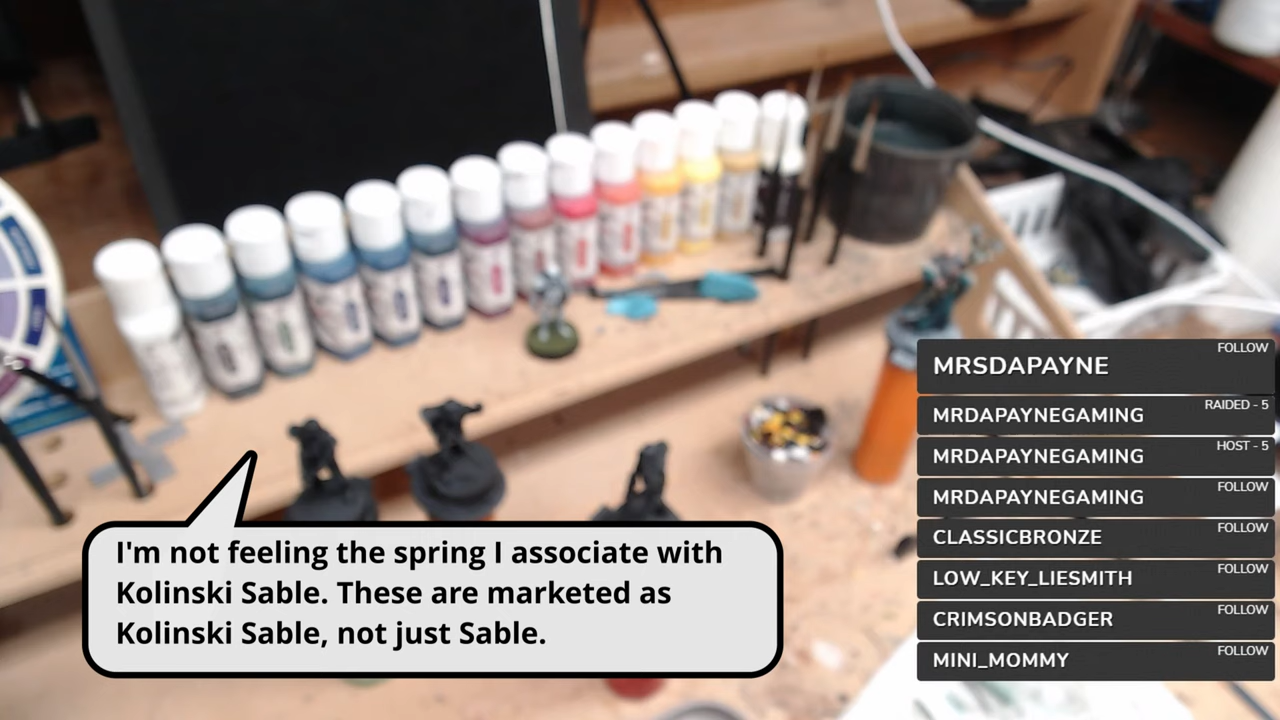 I'm not feeling the spring I associate with
Kolinski Sable. These are marketed as
Kolinski Sable, not just Sable.
FOLLOW
MRSDAPAYNE
RAIDED - 5
MRDAPAYNEGAMING
HOST - 5
MRDAPAYNEGAMING
FOLLOW
MRDAPAYNEGAMING
FOLLOW
CLASSICBRONZE
FOLLOW
LOW_KEY_LIESMITH
FOLLOW
CRIMSONBADGER
FOLLOW
MINI_MOMMY